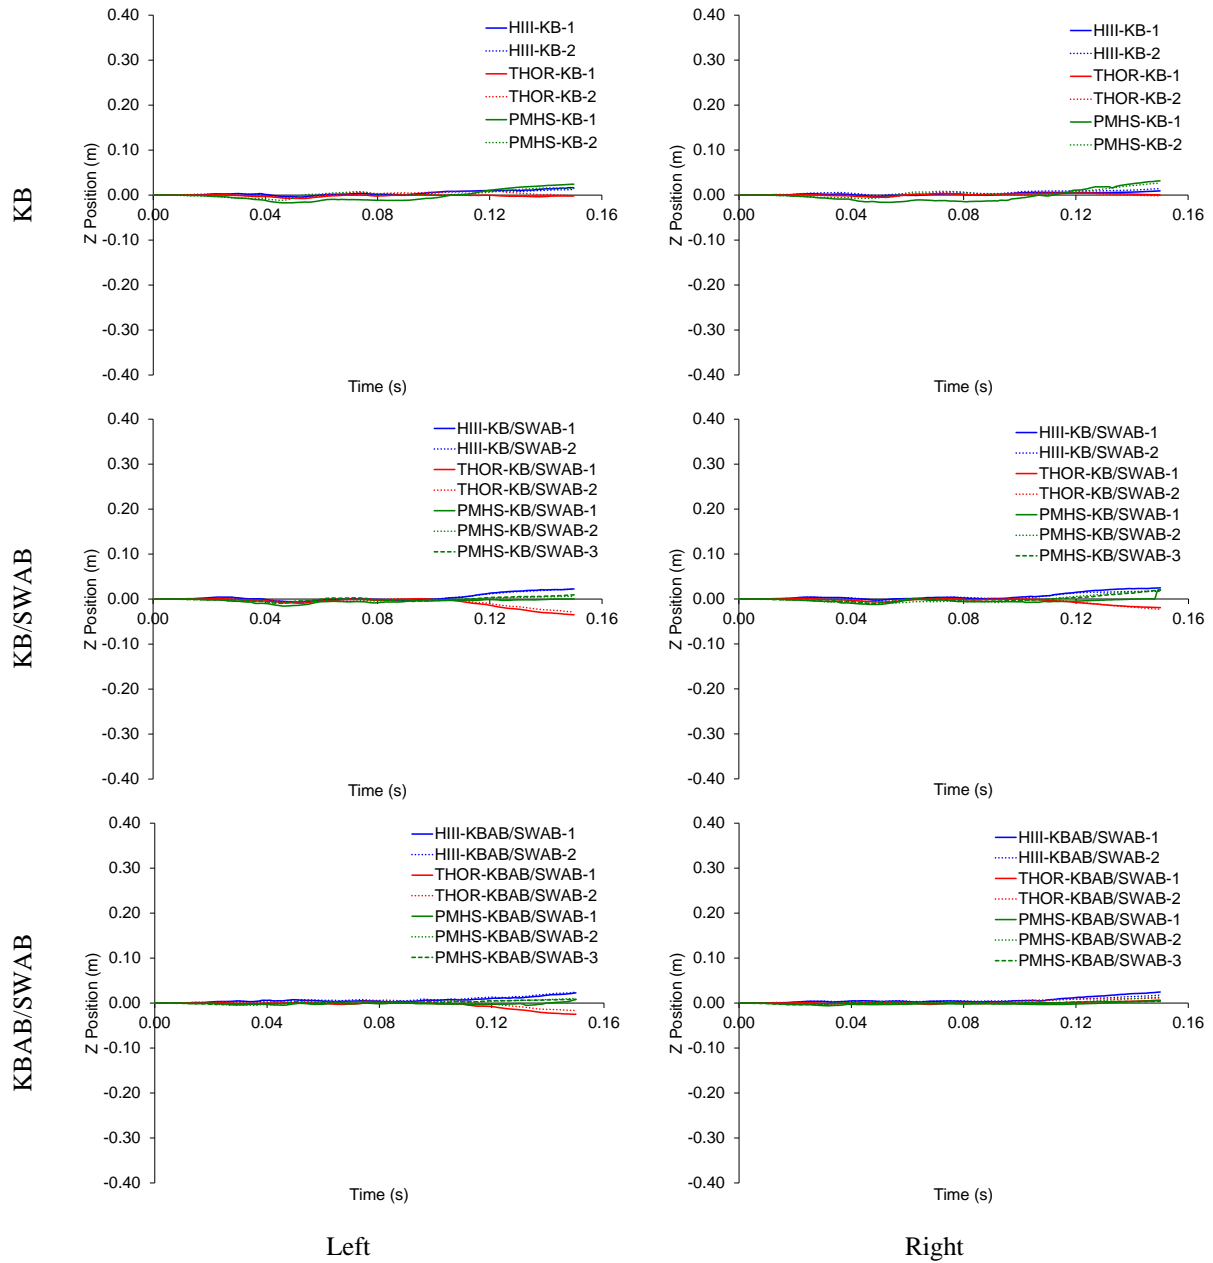 KB
0.40
0.30
0.20
0.10
0.00
-0.10
-0.20
-0.30
-0.40
0.00
0.04
0.08
0.12
0.16
Z Position (m)
Time (s)
HIII-KB-1
HIII-KB-2
THOR-KB-1
THOR-KB-2
PMHS-KB-1
PMHS-KB-2
0.40
0.30
0.20
0.10
0.00
-0.10
-0.20
-0.30
-0.40
0.00
0.04
0.08
0.12
0.16
Z Position (m)
Time (s)
HIII-KB-1
HIII-KB-2
THOR-KB-1
THOR-KB-2
PMHS-KB-1
PMHS-KB-2
KB/SWAB
0.40
0.30
0.20
0.10
0.00
-0.10
-0.20
-0.30
-0.40
0.00
0.04
0.08
0.12
0.16
Z Position (m)
Time (s)
HIII-KB/SWAB-1
HIII-KB/SWAB-2
THOR-KB/SWAB-1
THOR-KB/SWAB-2
PMHS-KB/SWAB-1
PMHS-KB/SWAB-2
PMHS-KB/SWAB-3
0.40
0.30
0.20
0.10
0.00
-0.10
-0.20
-0.30
-0.40
0.00
0.04
0.08
0.12
0.16
Z Position (m)
Time (s)
HIII-KB/SWAB-1
HIII-KB/SWAB-2
THOR-KB/SWAB-1
THOR-KB/SWAB-2
PMHS-KB/SWAB-1
PMHS-KB/SWAB-2
PMHS-KB/SWAB-3
KBAB/SWAB
0.40
0.30
0.20
0.10
0.00
-0.10
-0.20
-0.30
-0.40
0.00
0.04
0.08
0.12
0.16
Z Position (m)
Time (s)
HIII-KBAB/SWAB-1
HIII-KBAB/SWAB-2
THOR-KBAB/SWAB-1
THOR-KBAB/SWAB-2
PMHS-KBAB/SWAB-1
PMHS-KBAB/SWAB-2
PMHS-KBAB/SWAB-3
0.40
0.30
0.20
0.10
0.00
-0.10
-0.20
-0.30
-0.40
0.00
0.04
0.08
0.12
0.16
Z Position (m)
Time (s)
HIII-KBAB/SWAB-1
HIII-KBAB/SWAB-2
THOR-KBAB/SWAB-1
THOR-KBAB/SWAB-2
PMHS-KBAB/SWAB-1
PMHS-KBAB/SWAB-2
PMHS-KBAB/SWAB-3
Left
Right